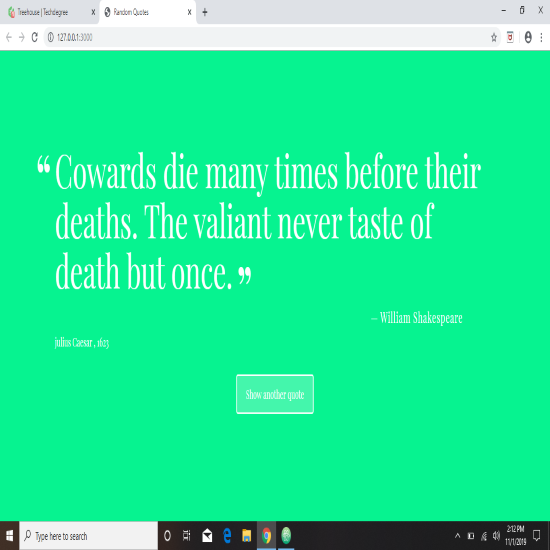 Treehouse | Techdegree
Random Quotes
127.0.0.1:3000
“ Cowards die many times before their
deaths. The valiant never taste of
death but once. ”
– William Shakespeare
julius Caesar , 1623
Show another quote
Type here to search
2:12 PM
11/1/2019